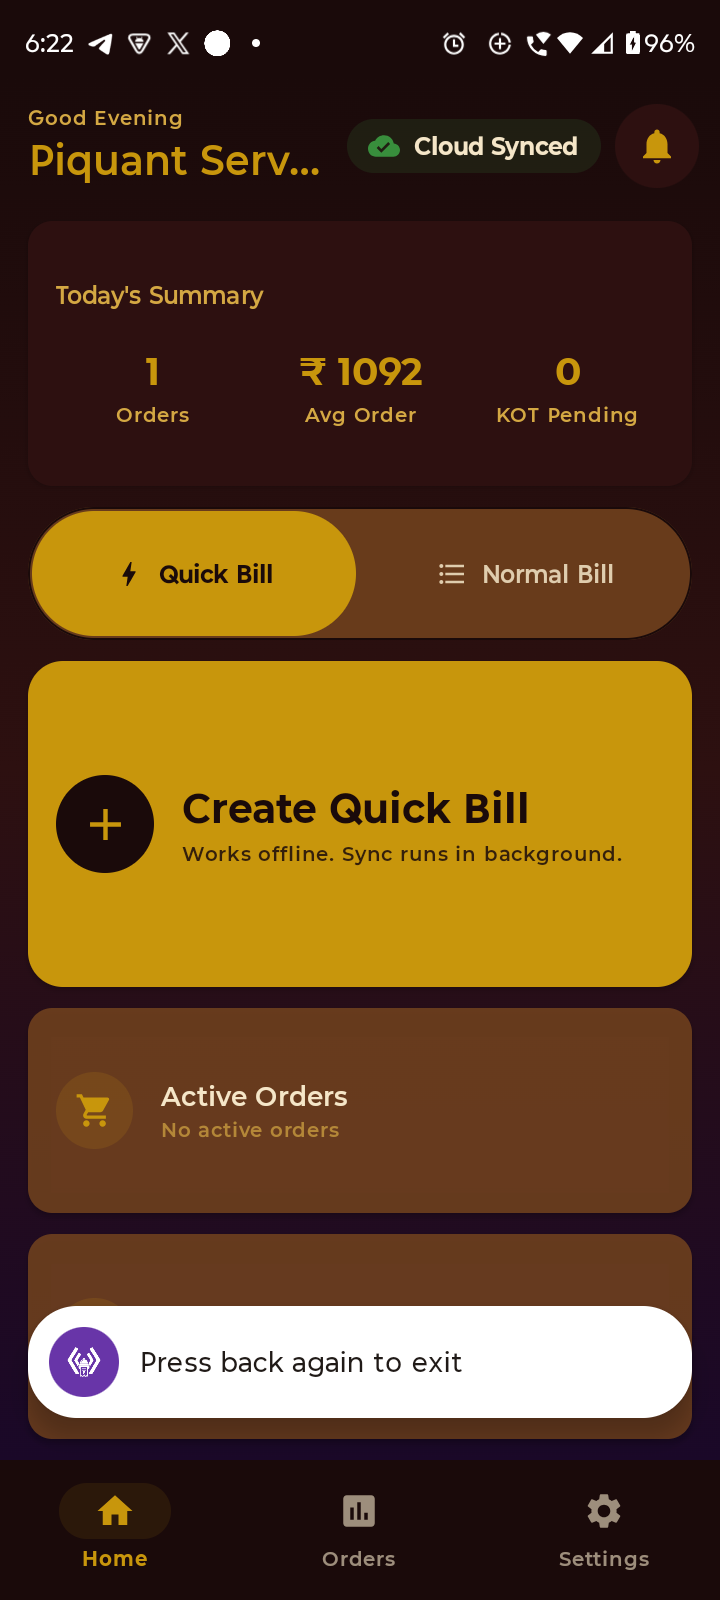 6:22
96%
Good Evening
Piquant Serv...
Cloud Synced
Today's Summary
1
₹ 1092
0
Orders
Avg Order
KOT Pending
Quick Bill
Normal Bill
Create Quick Bill
Works offline. Sync runs in background.
Active Orders
No active orders
Press back again to exit
Home
Orders
Settings